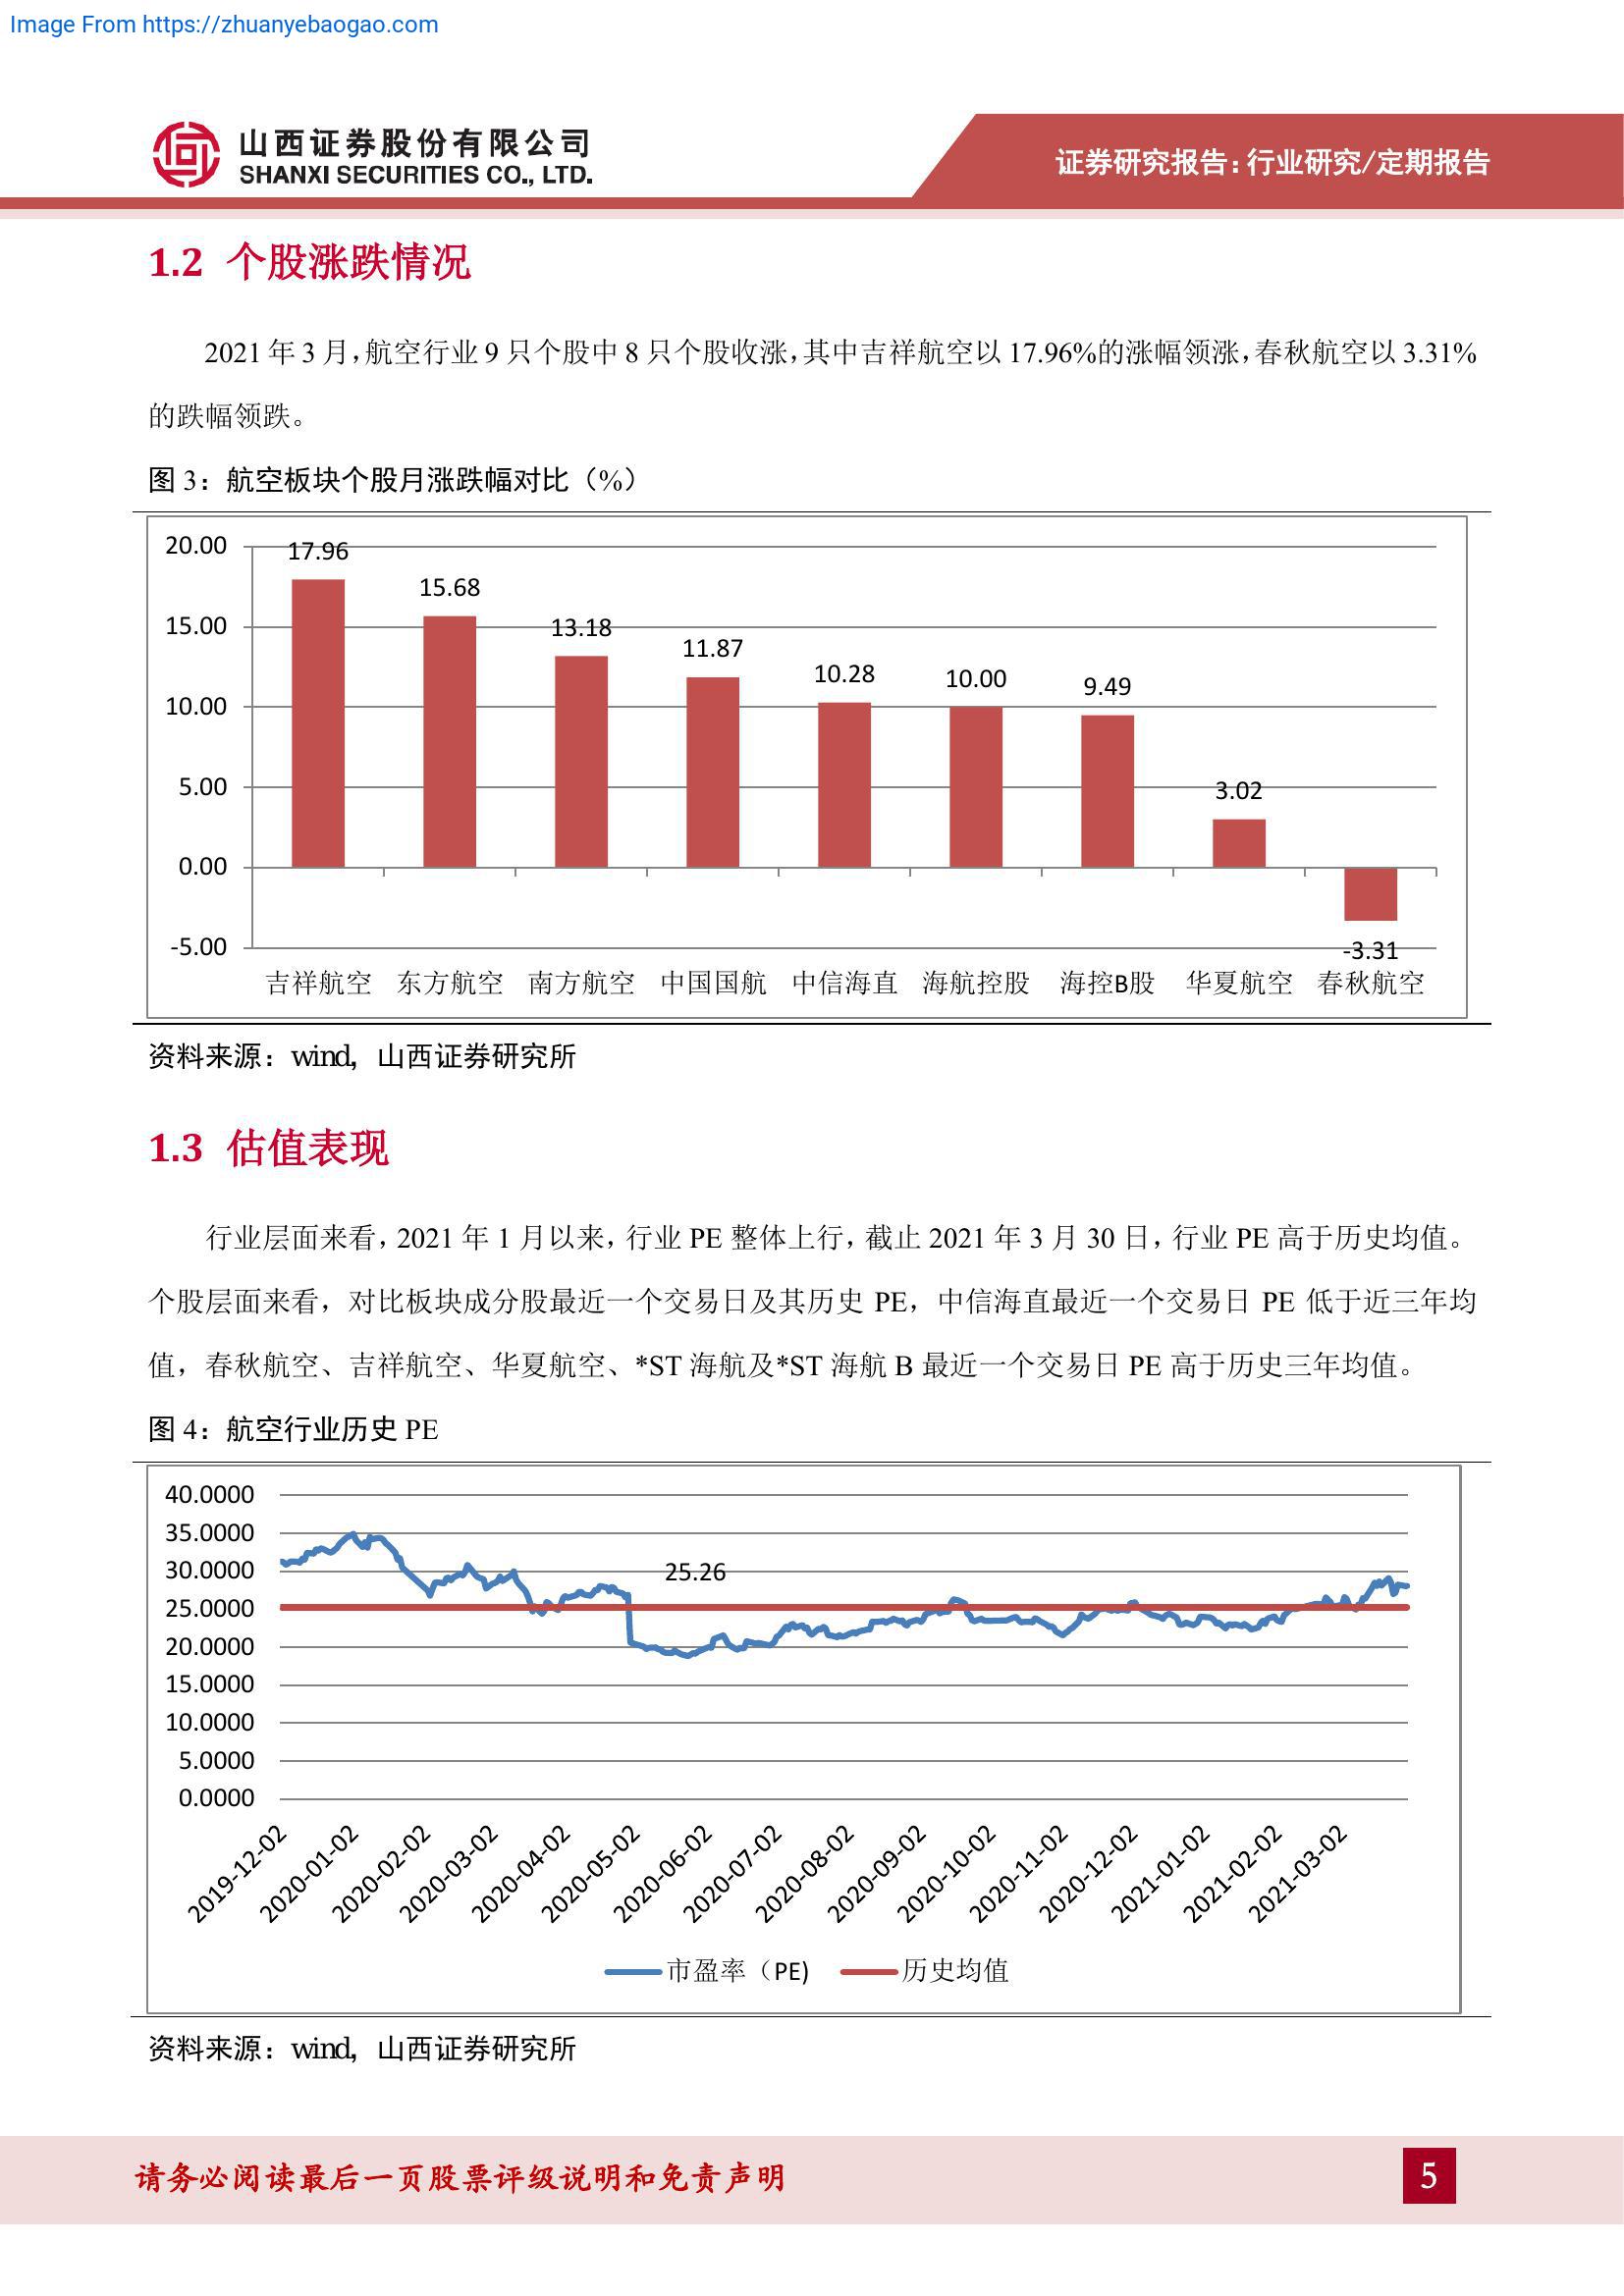 Image From https://zhuanyebaogao.com
山西证券股份有限公司
SHANXI SECURITIES CO., LTD.
证券研究报告:行业研究/定期报告
1.2 个股涨跌情况
2021 年 3 月,航空行业 9 只个股中 8 只个股收涨,其中吉祥航空以 17.96%的涨幅领涨,春秋航空以 3.31%
的跌幅领跌。
图 3：航空板块个股月涨跌幅对比（%）
20.00
15.00
10.00
5.00
0.00
-5.00
17.96
15.68
13.18
11.87
10.28
10.00
9.49
3.02
-3.31
吉祥航空 东方航空 南方航空 中国国航 中信海直 海航控股 海控B股 华夏航空 春秋航空
资料来源：wind，山西证券研究所
1.3 估值表现
行业层面来看,2021 年 1 月以来,行业 PE 整体上行,截止 2021 年 3 月 30 日,行业 PE 高于历史均值。
个股层面来看，对比板块成分股最近一个交易日及其历史 PE，中信海直最近一个交易日 PE 低于近三年均
值，春秋航空、吉祥航空、华夏航空、*ST 海航及*ST 海航 B 最近一个交易日 PE 高于历史三年均值。
图 4：航空行业历史 PE
40.0000
35.0000
30.0000
25.0000
20.0000
15.0000
10.0000
5.0000
0.0000
25.26
2019-12-02
2020-01-02
2020-02-02
2020-03-02
2020-04-02
2020-05-02
2020-06-02
2020-07-02
2020-08-02
2020-09-02
2020-10-02
2020-11-02
2020-12-02
2021-01-02
2021-02-02
2021-03-02
市盈率（PE) 历史均值
资料来源：wind，山西证券研究所
请务必阅读最后一页股票评级说明和免责声明
5